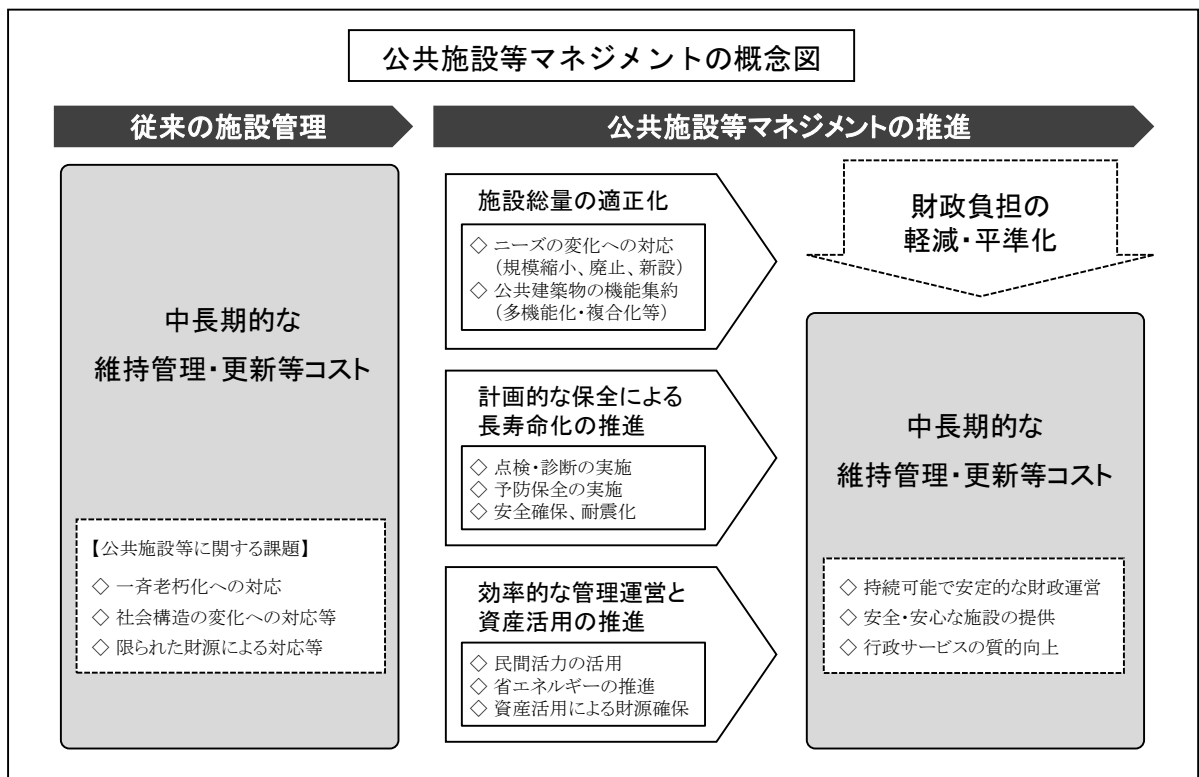 公共施設等マネジメントの概念図
従来の施設管理
公共施設等マネジメントの推進
中長期的な
維持管理・更新等コスト
【公共施設等に関する課題】
◇ 一斉老朽化への対応
◇ 社会構造の変化への対応等
◇ 限られた財源による対応等
施設総量の適正化
◇ ニーズの変化への対応
（規模縮小、廃止、新設）
◇ 公共建築物の機能集約
（多機能化・複合化等）
計画的な保全による
長寿命化の推進
◇ 点検・診断の実施
◇ 予防保全の実施
◇ 安全確保、耐震化
効率的な管理運営と
資産活用の推進
◇ 民間活力の活用
◇ 省エネルギーの推進
◇ 資産活用による財源確保
財政負担の
軽減・平準化
中長期的な
維持管理・更新等コスト
◇ 持続可能で安定的な財政運営
◇ 安全・安心な施設の提供
◇ 行政サービスの質的向上